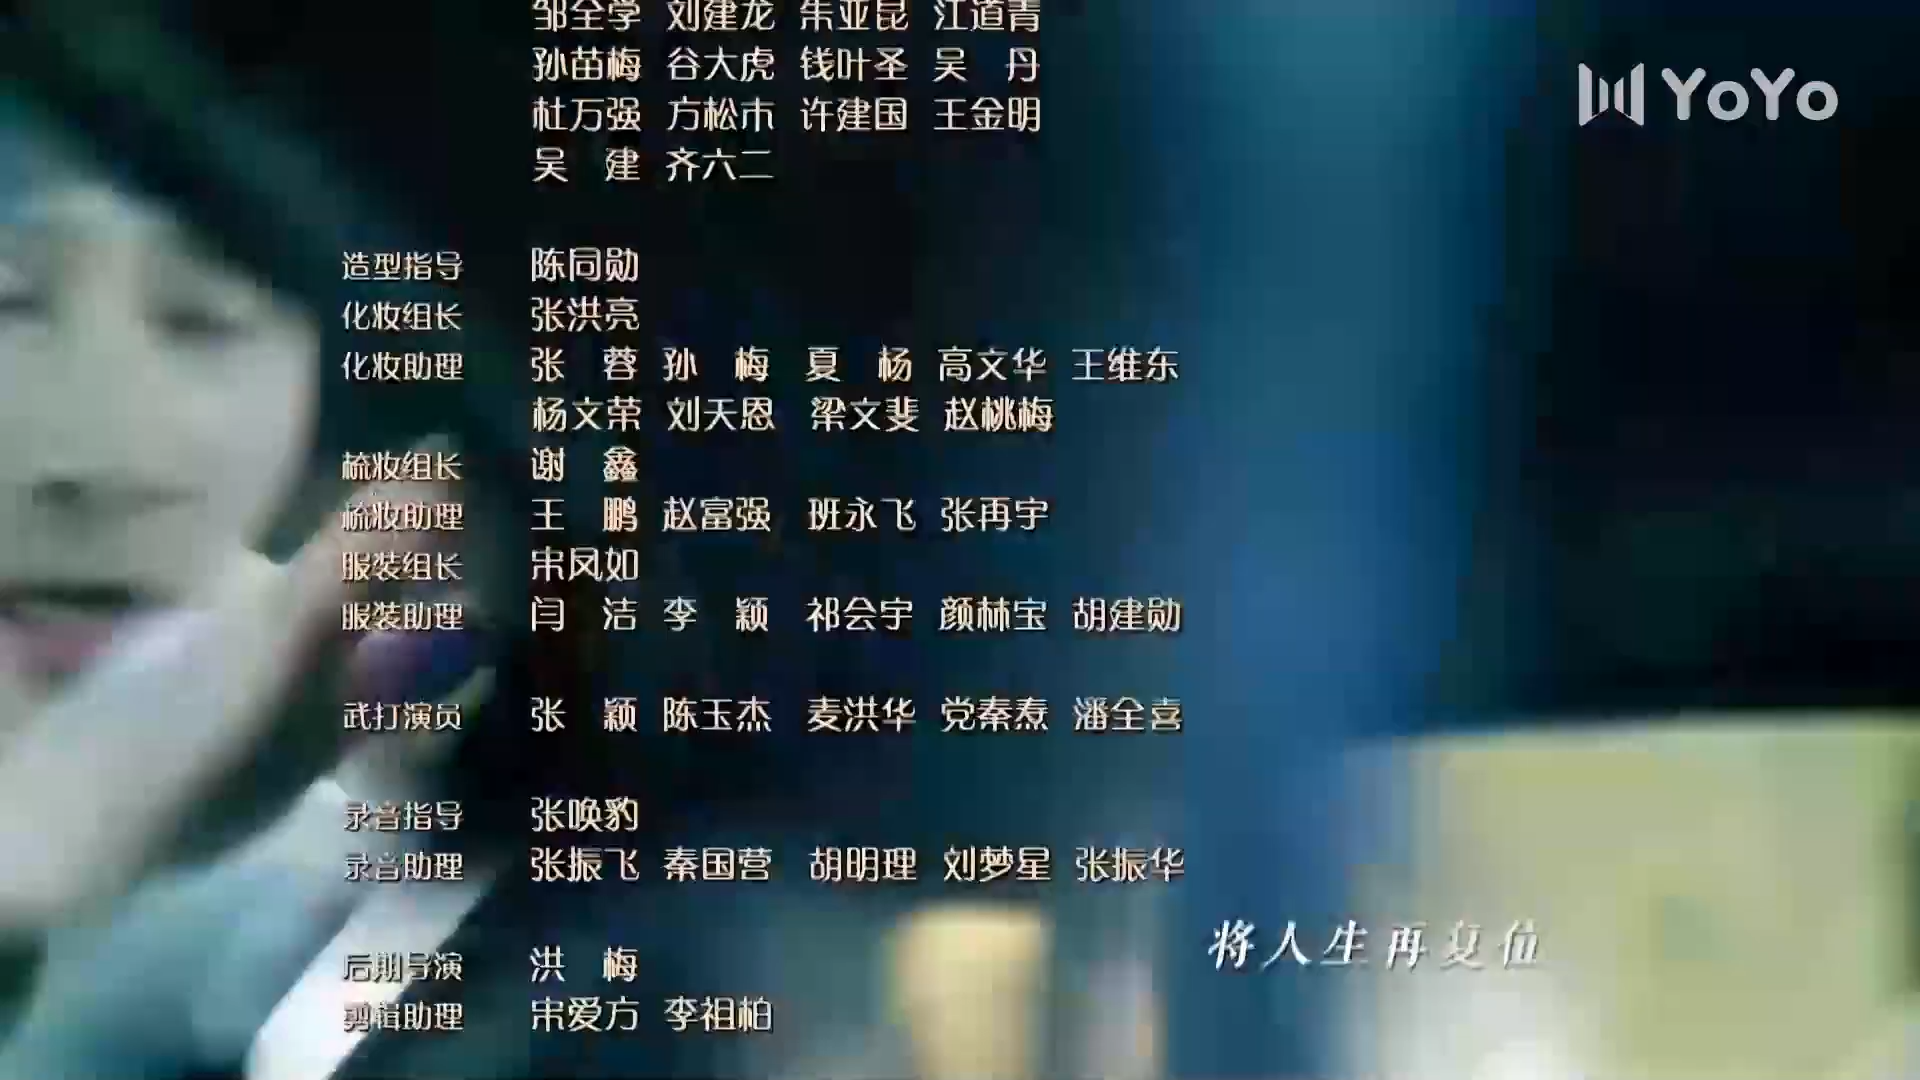 邹全学 刘建龙 朱亚昆 江道青
YoYo
孙苗梅 谷大虎 钱叶圣 吴 丹
杜万强 方松市 许建国 王金明
吴 建 齐六二
造型指导 陈同勋
化妆组长 张洪亮
化妆助理 张 蓉 孙 梅 夏 杨 高文华 王维东
杨文荣 刘天恩 梁文斐 赵桃梅
梳妆组长 谢 鑫
梳妆助理 王 鹏 赵富强 班永飞 张再宇
服装组长 宋凤如
服装助理 闫 洁 李 颖 祁会宇 颜林宝 胡建勋
武打演员 张 颖 陈玉杰 麦洪华 党秦焘 潘全喜
录音指导 张唤豹
录音助理 张振飞 秦国营 胡明理 刘梦星 张振华
将人生再复位
后期导演 洪 梅
剪辑助理 宋爱方 李祖柏